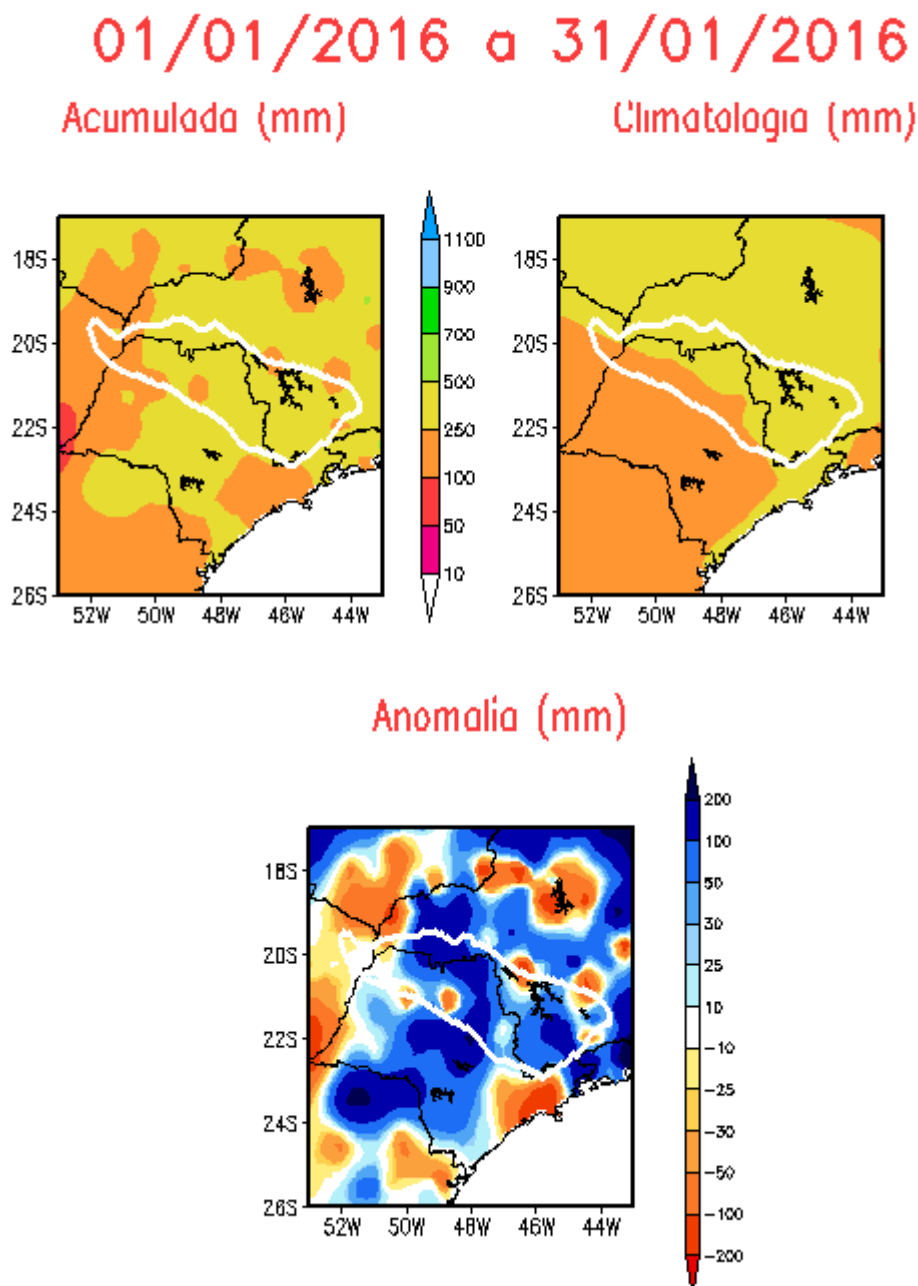 01/01/2016 a 31/01/2016
Acumulada (mm)
Climatologia (mm)
18S
20S
22S
24S
26S
52W 50W 48W 46W 44W
1100
900
700
500
250
100
50
10
18S
20S
22S
24S
26S
52W 50W 48W 46W 44W
Anomalia (mm)
18S
20S
22S
24S
26S
52W 50W 48W 46W 44W
200
100
50
30
25
10
-10
-25
-30
-50
-100
-200